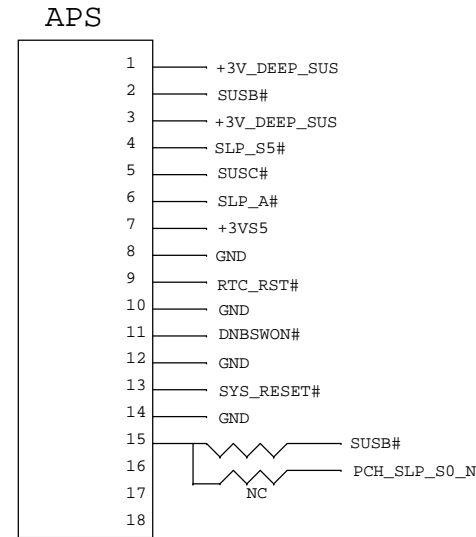 APS
1 +3V_DEEP_SUS
2 SUSB#
3 +3V_DEEP_SUS
4 SLP_S5#
5 SUSC#
6 SLP_A#
7 +3VS5
8 GND
9 RTC_RST#
10 GND
11 DNBSWON#
12 GND
13 SYS_RESET#
14 GND
15 SUSB#
16 PCH_SLP_S0_N
17 NC
18